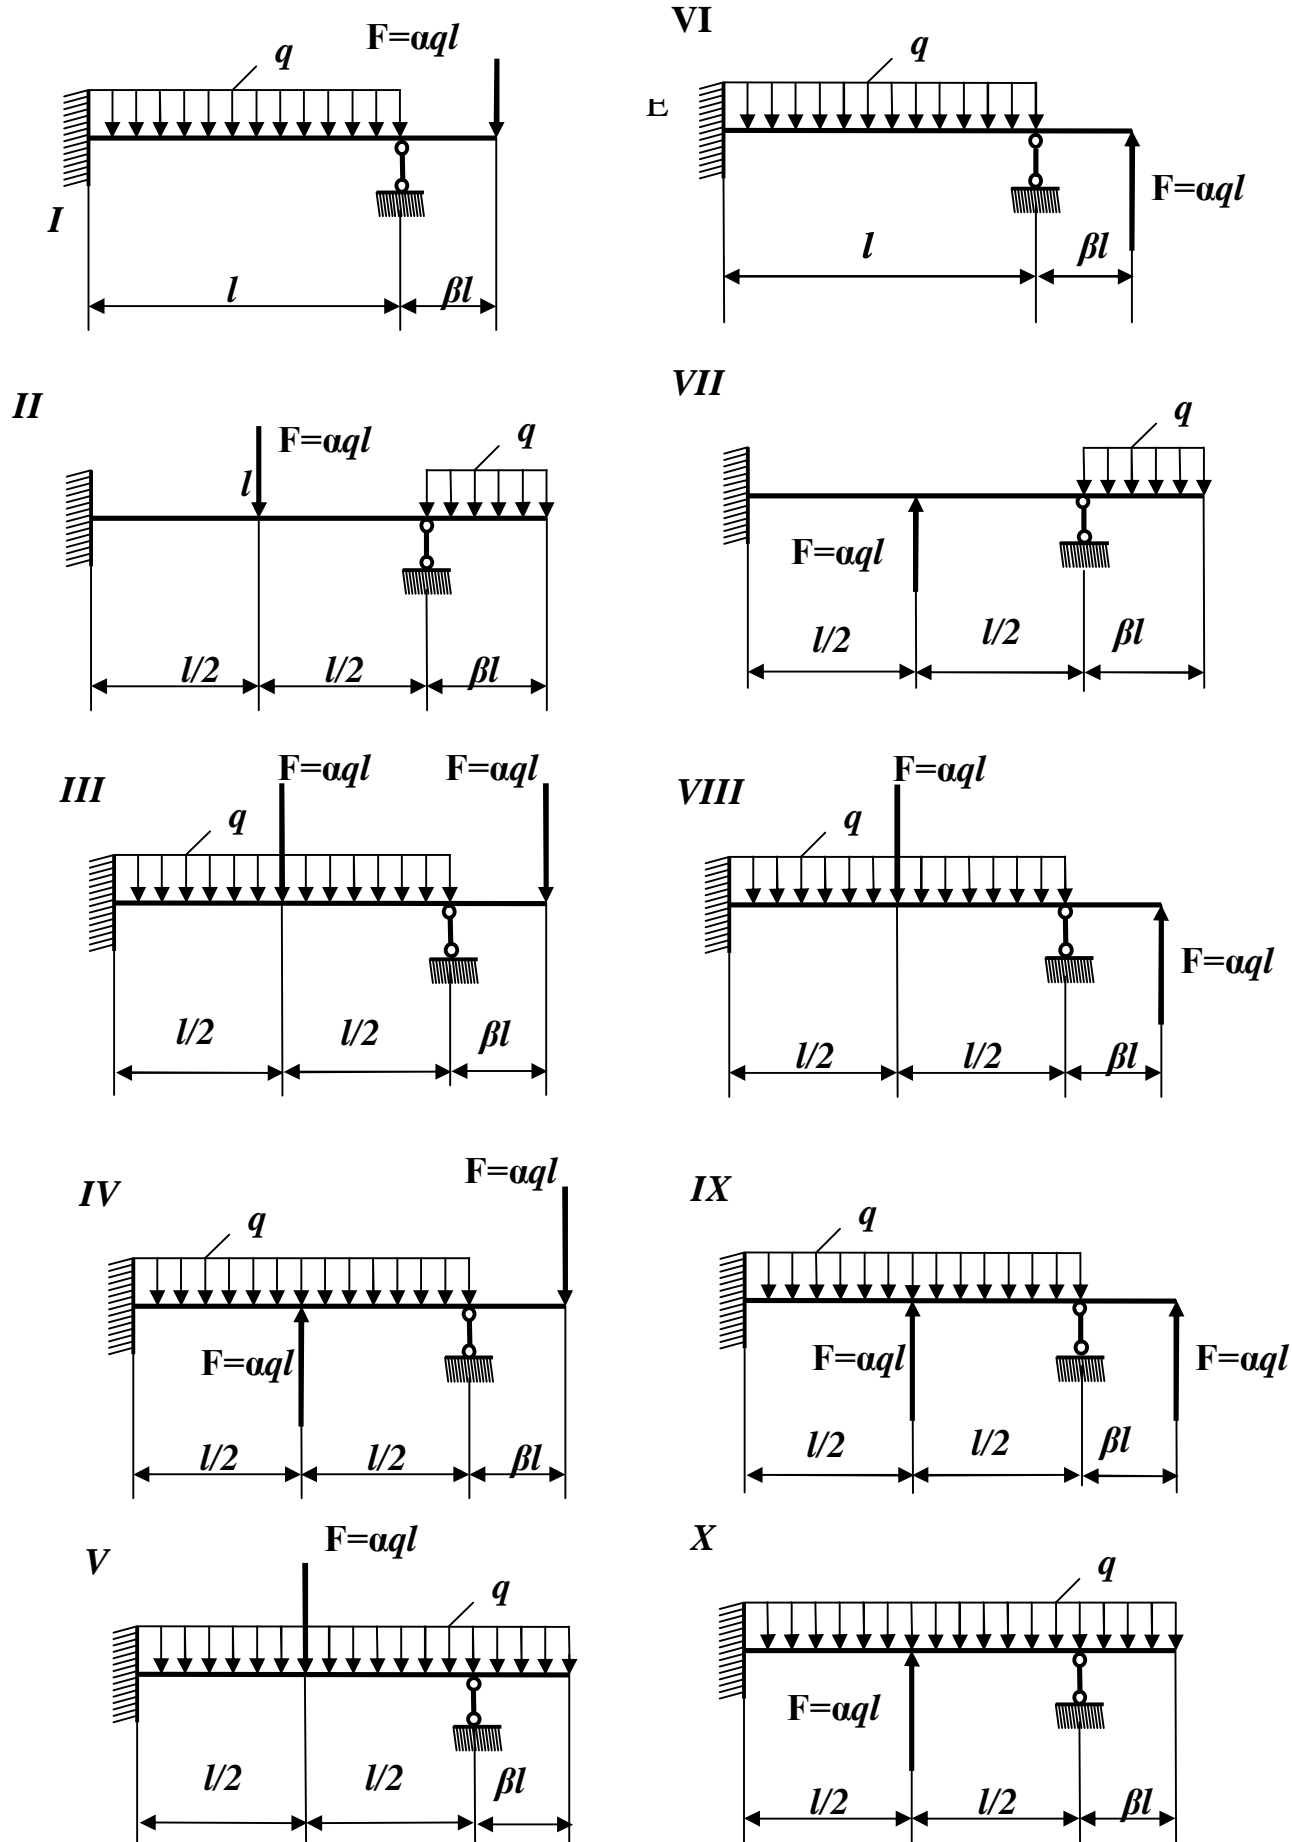 I
q
F=αql
l
βl
VI
E
q
F=αql
l
βl
II
F=αql
l
q
l/2
l/2
βl
VII
q
F=αql
l/2
l/2
βl
III
F=αql
F=αql
q
l/2
l/2
βl
VIII
F=αql
q
F=αql
l/2
l/2
βl
IV
F=αql
q
F=αql
l/2
l/2
βl
IX
q
F=αql
F=αql
l/2
l/2
βl
V
F=αql
q
l/2
l/2
βl
X
q
F=αql
l/2
l/2
βl